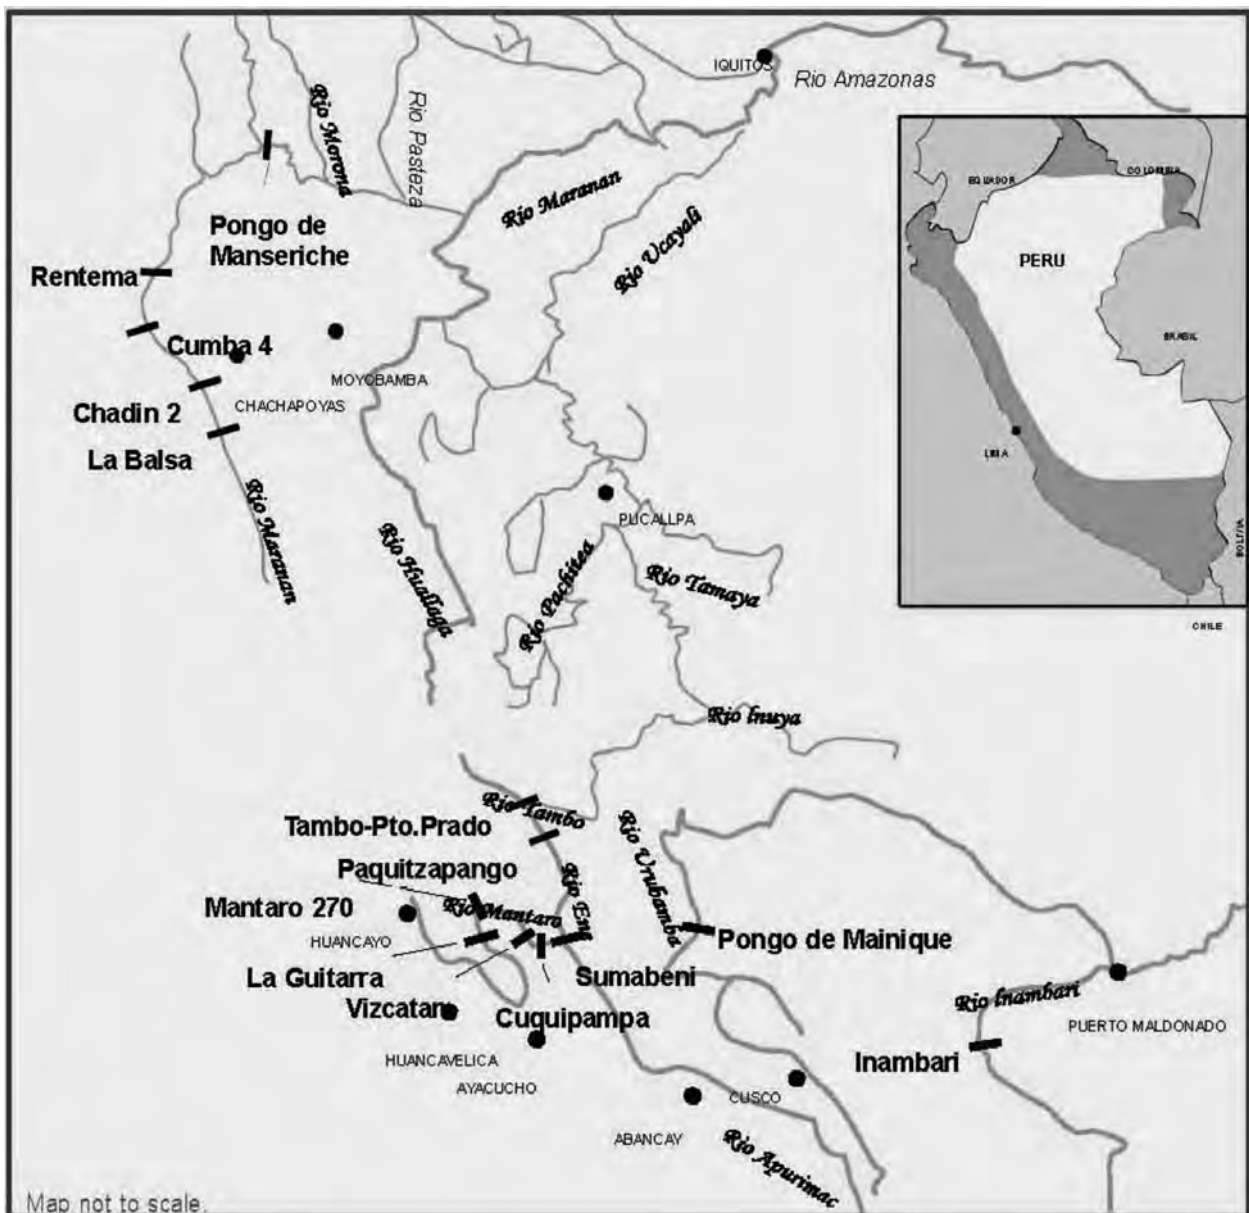 IQUITOS
Rio Amazonas
Rio Morona
Rio Pasteza
Rio Maranan
Rio Ucayali
Pongo de
Manseriche
Rentema
Cumba 4
MOYOBAMBA
CHACHAPOYAS
Chadin 2
La Balsa
Rio Maranan
Rio Huallaga
PUCALLPA
Rio Pachitea
Rio Tamaya
EQUADOR
COLOMBIA
PERU
BRASIL
LIMA
BOLIVIA
CHILE
Rio Inuya
Rio Tambo
Tambo-Pto.Prado
Paquitzapango
Rio Ene
Rio Urubamba
Mantaro 270
Rio Mantaro
HUANCAYO
Pongo de Mainique
La Guitarra
Sumabeni
Vizcatan
Cuquipampa
HUANCAVELICA
AYACUCHO
Rio Inambari
PUERTO MALDONADO
Inambari
CUSCO
ABANCAY
Rio Apurimac
Map not to scale.